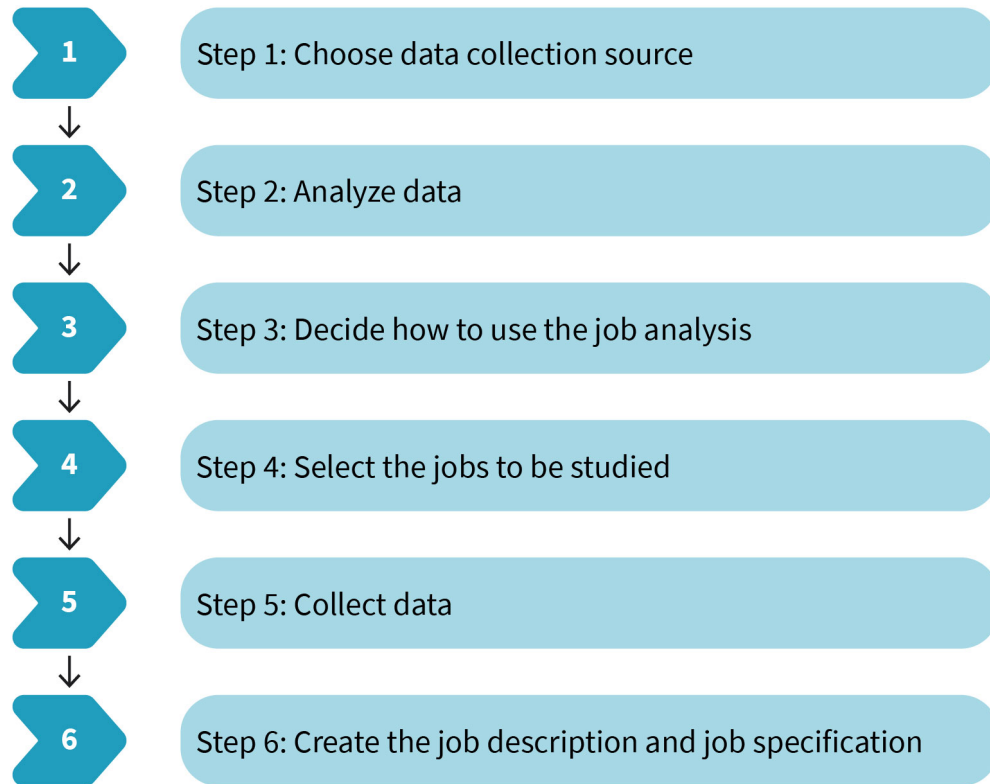 1
Step 1: Choose data collection source
2
Step 2: Analyze data
3
Step 3: Decide how to use the job analysis
4
Step 4: Select the jobs to be studied
5
Step 5: Collect data
6
Step 6: Create the job description and job specification